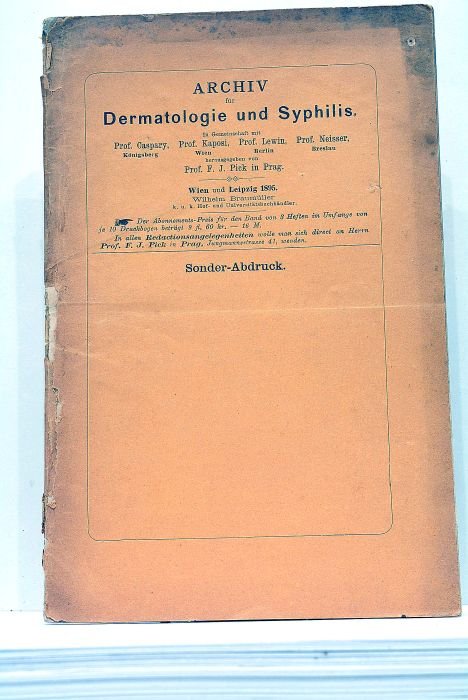 ARCHIV
für
Dermatologie und Syphilis.
In Gemeinschaft mit
Prof. Caspary, Prof. Kaposi, Prof. Lewin, Prof. Neisser,
Königsberg Wien Berlin Breslau
herausgegeben von
Prof. F. J. Pick in Prag.
Wien und Leipzig 1895.
Wilhelm Braumüller
k. u. k. Hof- und Universitätsbuchhändler.
Der Abonnements-Preis für den Band von 3 Heften im Umfange von
je 10 Druckbogen beträgt 9 fl. 60 kr. — 16 M.
In allen Redactionsangelegenheiten wolle man sich direct an Herrn
Prof. F. J. Pick in Prag, Jungmannstrasse 41, wenden.
Sonder-Abdruck.